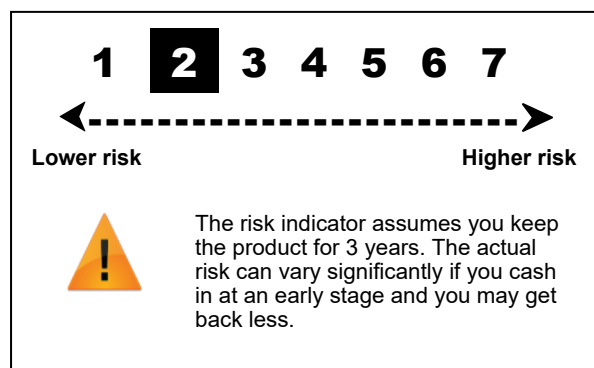 1 2 3 4 5 6 7
Lower risk Higher risk
!
The risk indicator assumes you keep
the product for 3 years. The actual
risk can vary significantly if you cash
in at an early stage and you may get
back less.